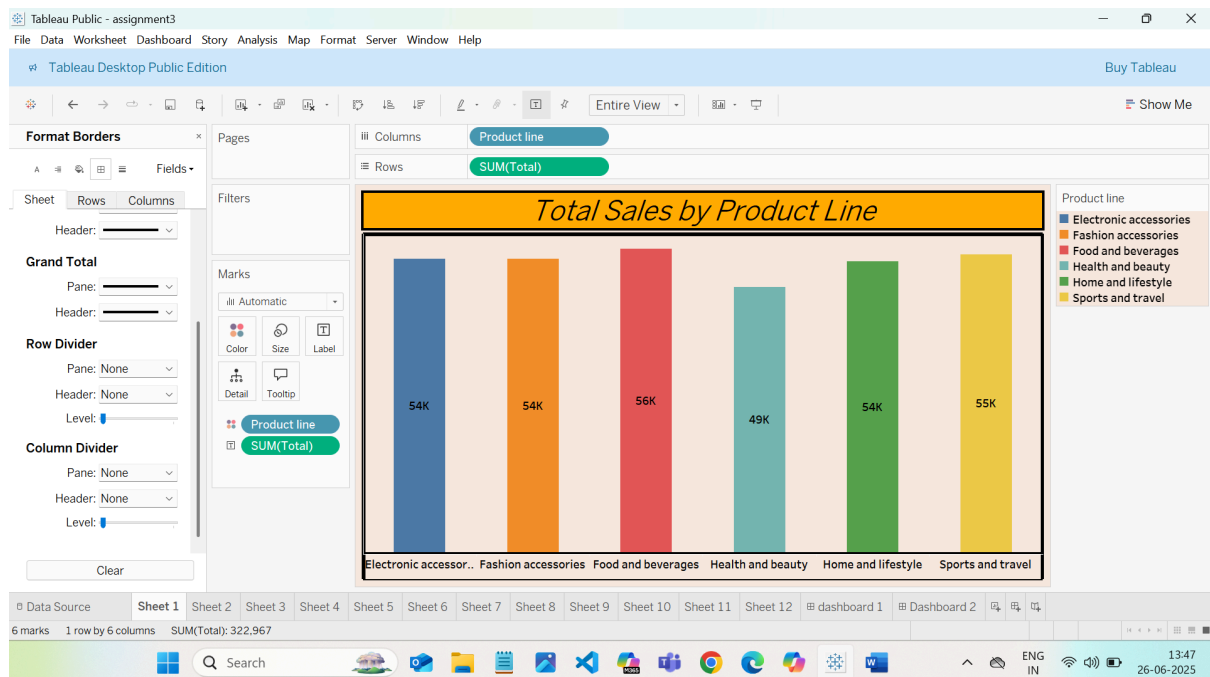 Tableau Public - assignment3
File Data Worksheet Dashboard Story Analysis Map Format Server Window Help
Tableau Desktop Public Edition Buy Tableau
Entire View Show Me
Format Borders ×
Fields
Sheet Rows Columns
Header:
Grand Total
Pane:
Header:
Row Divider
Pane: None
Header: None
Level:
Column Divider
Pane: None
Header: None
Level:
Clear
Pages
Filters
Marks
Automatic
Color Size Label
Detail Tooltip
Product line
SUM(Total)
Columns Product line
Rows SUM(Total)
Total Sales by Product Line
54K 54K 56K 49K 54K 55K
Electronic accessor.. Fashion accessories Food and beverages Health and beauty Home and lifestyle Sports and travel
Product line
Electronic accessories
Fashion accessories
Food and beverages
Health and beauty
Home and lifestyle
Sports and travel
Data Source Sheet 1 Sheet 2 Sheet 3 Sheet 4 Sheet 5 Sheet 6 Sheet 7 Sheet 8 Sheet 9 Sheet 10 Sheet 11 Sheet 12 dashboard 1 Dashboard 2
6 marks 1 row by 6 columns SUM(Total): 322,967
Search
M365
ENG
IN
13:47
26-06-2025